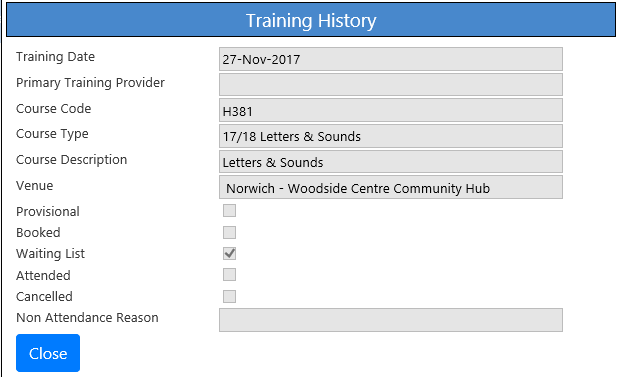 Training History
Training Date 27-Nov-2017
Primary Training Provider
Course Code H381
Course Type 17/18 Letters & Sounds
Course Description Letters & Sounds
Venue Norwich - Woodside Centre Community Hub
Provisional
Booked
Waiting List
Attended
Cancelled
Non Attendance Reason
Close